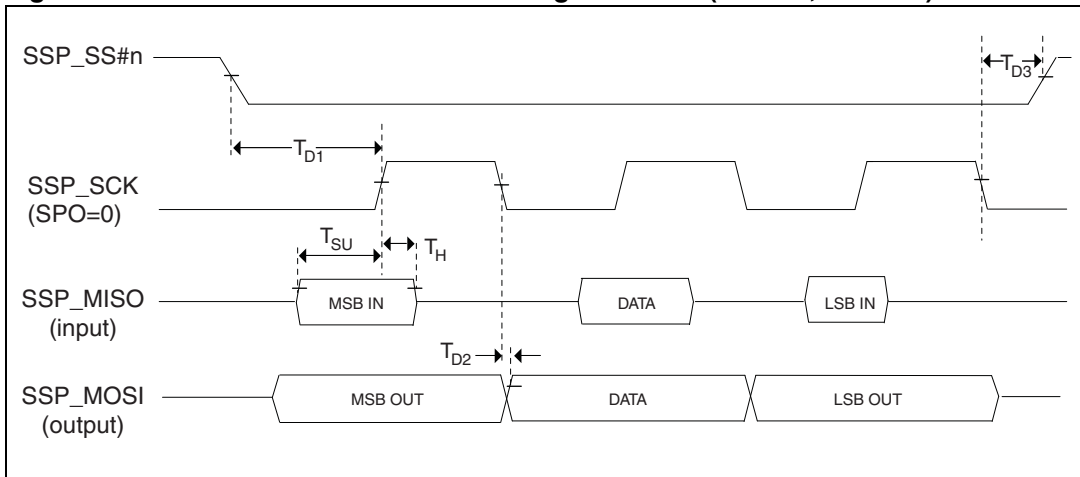 SSP_SS#n
T_D3
T_D1
SSP_SCK
(SPO=0)
T_SU
T_H
SSP_MISO
(input)
MSB IN
DATA
LSB IN
T_D2
SSP_MOSI
(output)
MSB OUT
DATA
LSB OUT